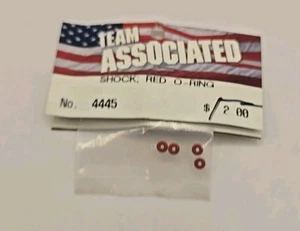 TEAM
ASSOCIATED
SHOCK, RED O-RING
No. 4445 $ 2.00